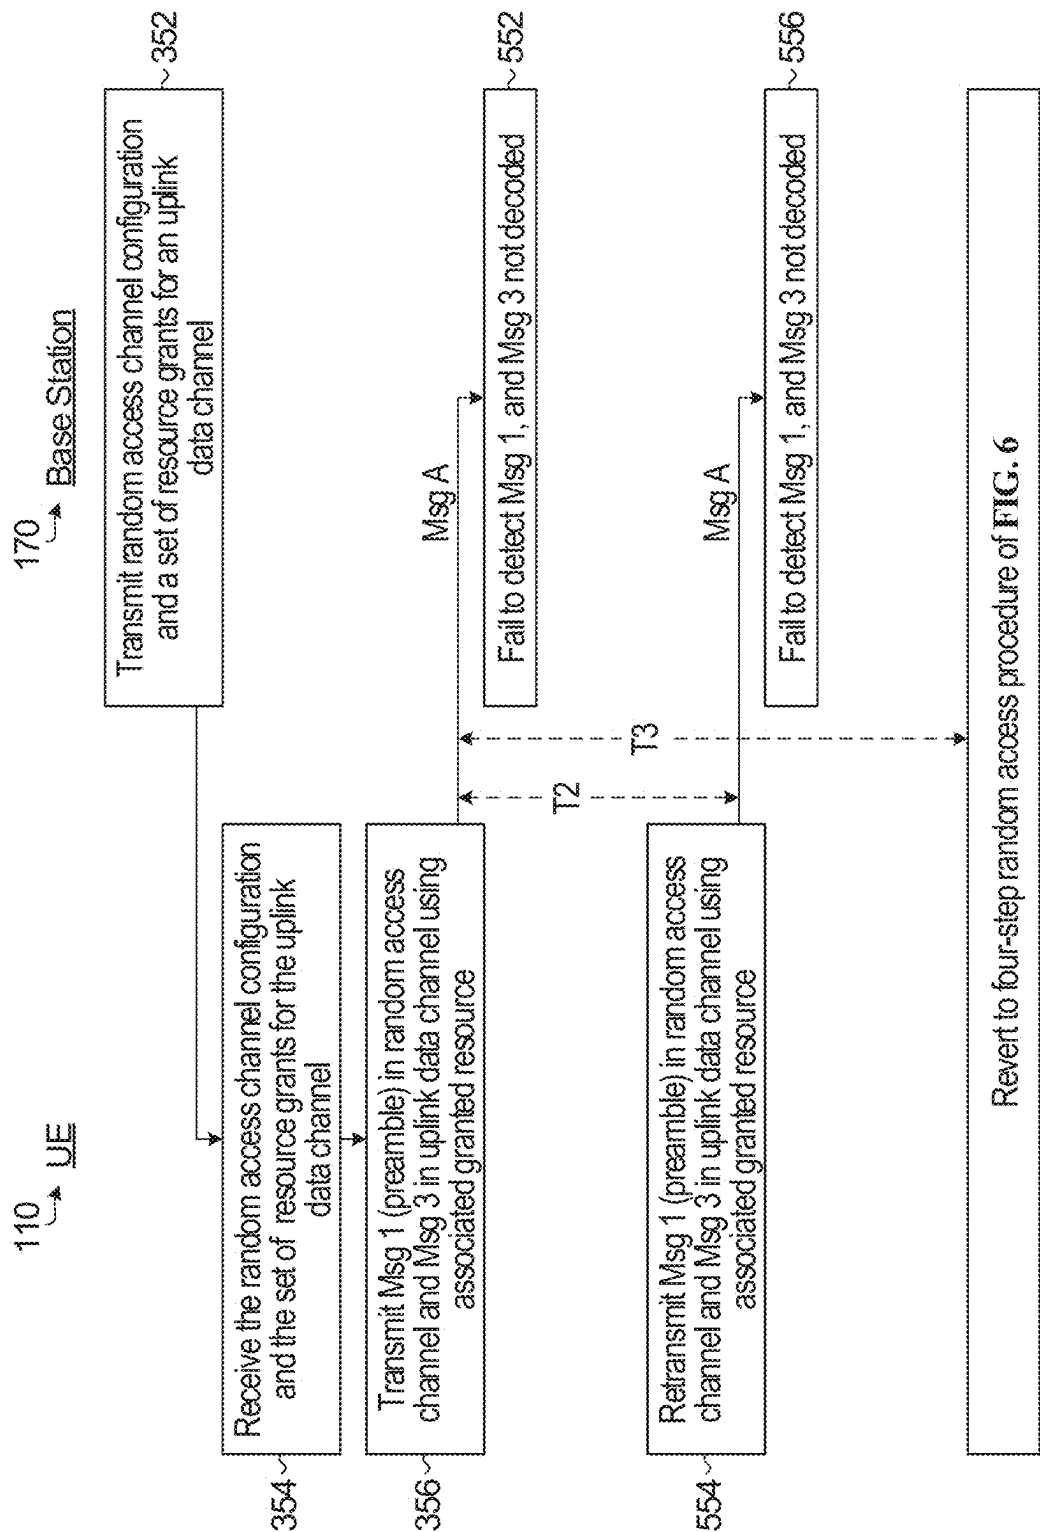 110
UE
170
Base Station
Transmit random access channel configuration
and a set of resource grants for an uplink
data channel
352
354
Receive the random access channel configuration
and the set of resource grants for the uplink
data channel
356
Transmit Msg 1 (preamble) in random access
channel and Msg 3 in uplink data channel using
associated granted resource
Msg A
Fail to detect Msg 1, and Msg 3 not decoded
552
T2
T3
554
Retransmit Msg 1 (preamble) in random access
channel and Msg 3 in uplink data channel using
associated granted resource
Msg A
Fail to detect Msg 1, and Msg 3 not decoded
556
Revert to four-step random access procedure of FIG. 6